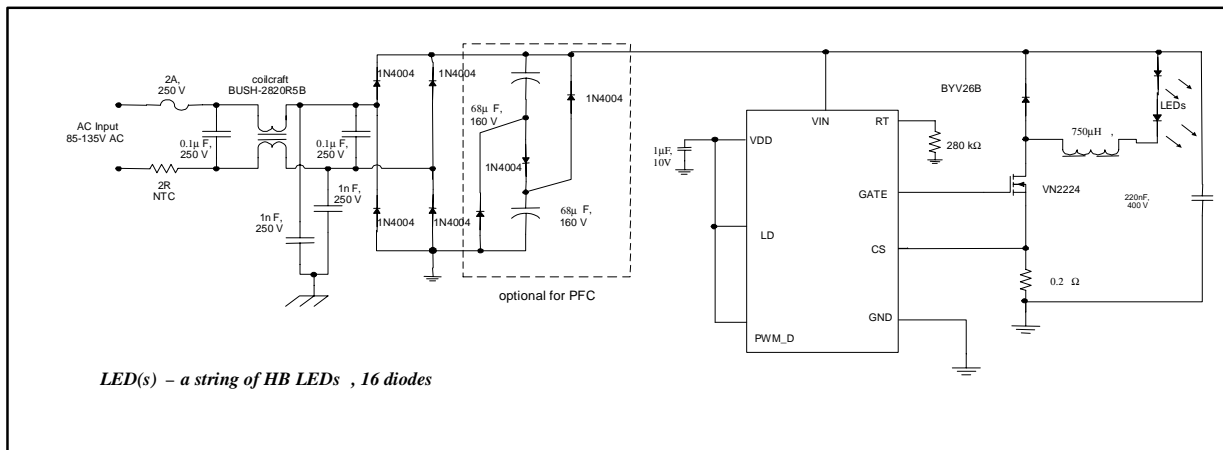 2A,
250 V
coilcraft
BUSH-2820R5B
AC Input
85-135V AC
0.1µ F,
250 V
0.1µ F,
250 V
2R
NTC
1n F,
250 V
1n F,
250 V
1N4004
1N4004
1N4004
1N4004
68µ F,
160 V
1N4004
1N4004
68µ F,
160 V
optional for PFC
VIN
VDD
RT
1µF,
10V
280 kΩ
GATE
LD
CS
GND
PWM_D
BYV26B
LEDs
750µH ,
VN2224
220nF,
400 V
0.2 Ω
LED(s) – a string of HB LEDs , 16 diodes